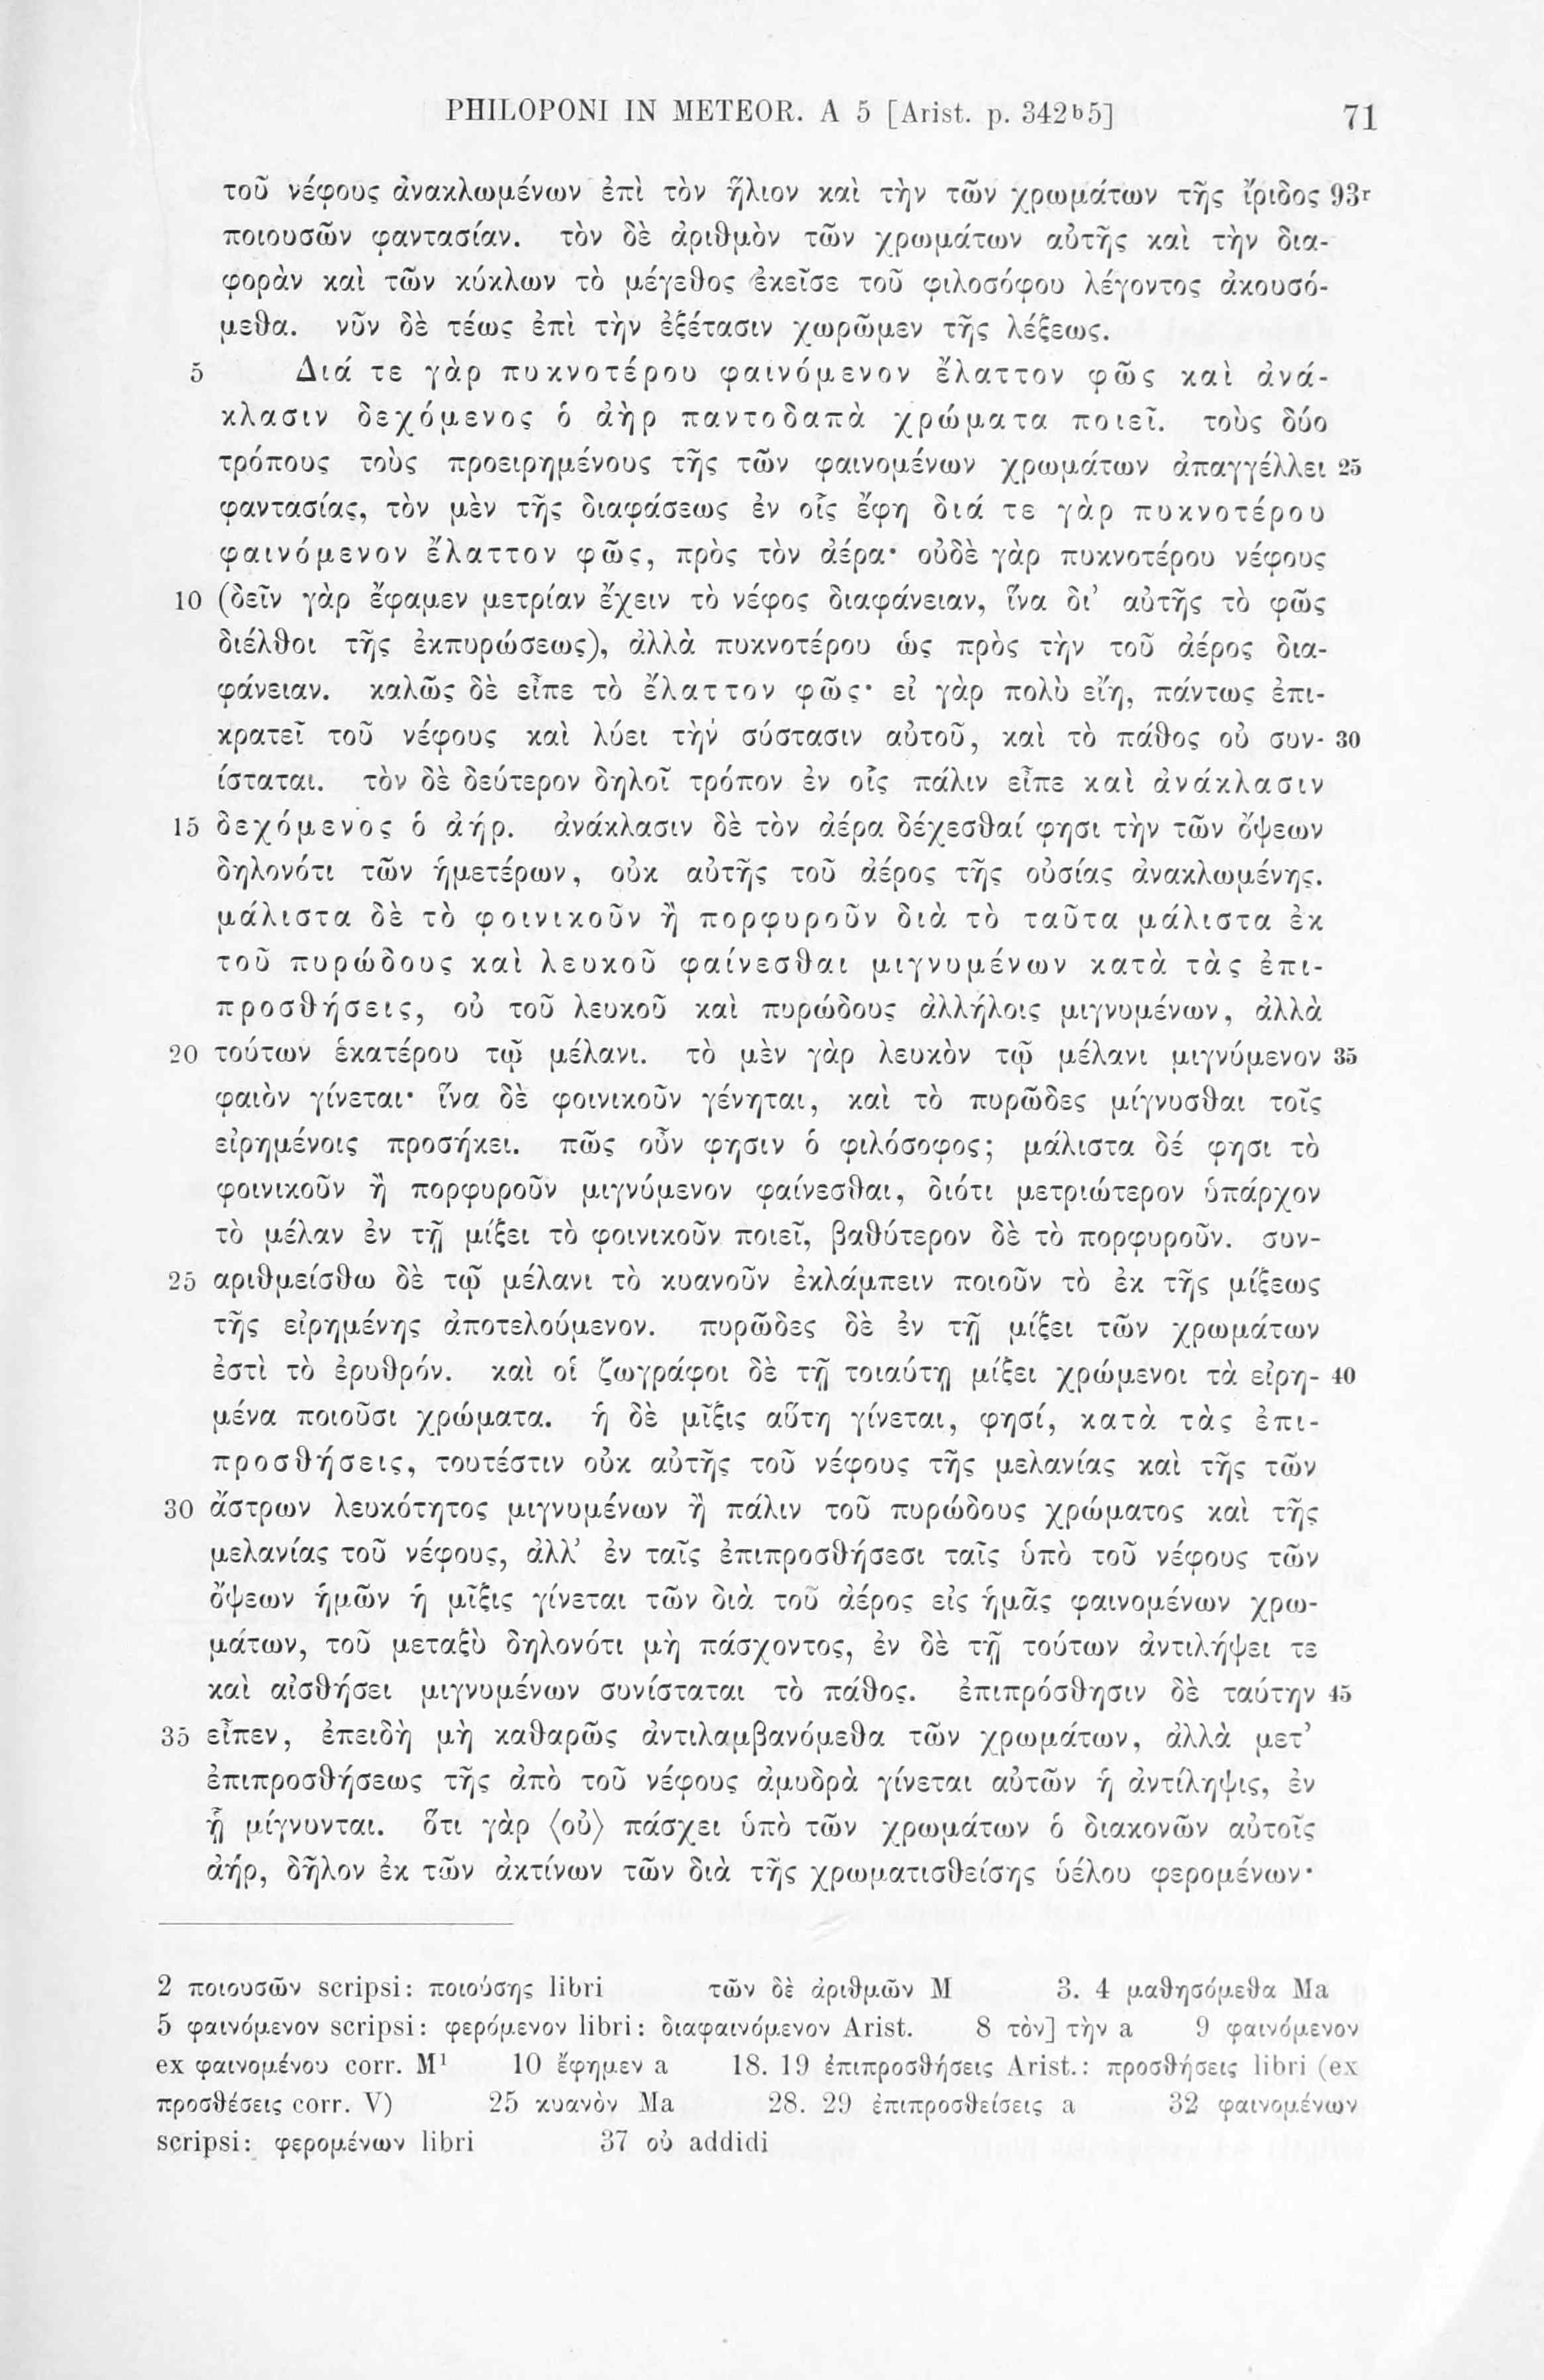 PHILOPONI IN METEOR. A 5 [Arist. p. 342ᵇ5] 71
τοῦ νέφους ἀνακλωμένων ἐπὶ τὸν ἥλιον καὶ τὴν τῶν χρωμάτων τῆς ἴριδος 93ʳ
ποιουσῶν φαντασίαν. τὸν δὲ ἀριθμὸν τῶν χρωμάτων αὐτῆς καὶ τὴν δια-
φορὰν καὶ τῶν κύκλων τὸ μέγεθος ἐκεῖσε τοῦ φιλοσόφου λέγοντος ἀκουσό-
μεθα. νῦν δὲ τέως ἐπὶ τὴν ἐξέτασιν χωρῶμεν τῆς λέξεως.
5 Διά τε γὰρ πυκνοτέρου φαινόμενον ἔλαττον φῶς καὶ ἀνά-
κλασιν δεχόμενος ὁ ἀὴρ παντοδαπὰ χρώματα ποιεῖ. τοὺς δύο
τρόπους τοὺς προειρημένους τῆς τῶν φαινομένων χρωμάτων ἀπαγγέλλει 25
φαντασίας, τὸν μὲν τῆς διαφάσεως ἐν οἷς ἔφη διά τε γὰρ πυκνοτέρου
φαινόμενον ἔλαττον φῶς, πρὸς τὸν ἀέρα· οὐδὲ γὰρ πυκνοτέρου νέφους
10 (δεῖν γὰρ ἔφαμεν μετρίαν ἔχειν τὸ νέφος διαφάνειαν, ἵνα δι’ αὐτῆς τὸ φῶς
διέλθοι τῆς ἐκπυρώσεως), ἀλλὰ πυκνοτέρου ὡς πρὸς τὴν τοῦ ἀέρος δια-
φάνειαν. καλῶς δὲ εἶπε τὸ ἔλαττον φῶς· εἰ γὰρ πολὺ εἴη, πάντως ἐπι-
κρατεῖ τοῦ νέφους καὶ λύει τὴν σύστασιν αὐτοῦ, καὶ τὸ πάθος οὐ συν- 30
ίσταται. τὸν δὲ δεύτερον δηλοῖ τρόπον ἐν οἷς πάλιν εἶπε καὶ ἀνάκλασιν
15 δεχόμενος ὁ ἀήρ. ἀνάκλασιν δὲ τὸν ἀέρα δέχεσθαί φησι τὴν τῶν ὄψεων
δηλονότι τῶν ἡμετέρων, οὐκ αὐτῆς τοῦ ἀέρος τῆς οὐσίας ἀνακλωμένης.
μάλιστα δὲ τὸ φοινικοῦν ἢ πορφυροῦν διὰ τὸ ταῦτα μάλιστα ἐκ
τοῦ πυρώδους καὶ λευκοῦ φαίνεσθαι μιγνυμένων κατὰ τὰς ἐπι-
προσθήσεις, οὐ τοῦ λευκοῦ καὶ πυρώδους ἀλλήλοις μιγνυμένων, ἀλλὰ
20 τούτων ἑκατέρου τῷ μέλανι. τὸ μὲν γὰρ λευκὸν τῷ μέλανι μιγνύμενον 35
φαιὸν γίνεται· ἵνα δὲ φοινικοῦν γένηται, καὶ τὸ πυρῶδες μίγνυσθαι τοῖς
εἰρημένοις προσήκει. πῶς οὖν φησιν ὁ φιλόσοφος; μάλιστα δέ φησι τὸ
φοινικοῦν ἢ πορφυροῦν μιγνύμενον φαίνεσθαι, διότι μετριώτερον ὑπάρχον
τὸ μέλαν ἐν τῇ μίξει τὸ φοινικοῦν ποιεῖ, βαθύτερον δὲ τὸ πορφυροῦν. συν-
25 αριθμείσθω δὲ τῷ μέλανι τὸ κυανοῦν ἐκλάμπειν ποιοῦν τὸ ἐκ τῆς μίξεως
τῆς εἰρημένης ἀποτελούμενον. πυρῶδες δὲ ἐν τῇ μίξει τῶν χρωμάτων
ἐστὶ τὸ ἐρυθρόν. καὶ οἱ ζωγράφοι δὲ τῇ τοιαύτῃ μίξει χρώμενοι τὰ εἰρη- 40
μένα ποιοῦσι χρώματα. ἡ δὲ μῖξις αὕτη γίνεται, φησί, κατὰ τὰς ἐπι-
προσθήσεις, τουτέστιν οὐκ αὐτῆς τοῦ νέφους τῆς μελανίας καὶ τῆς τῶν
30 ἄστρων λευκότητος μιγνυμένων ἢ πάλιν τοῦ πυρώδους χρώματος καὶ τῆς
μελανίας τοῦ νέφους, ἀλλ’ ἐν ταῖς ἐπιπροσθήσεσι ταῖς ὑπὸ τοῦ νέφους τῶν
ὄψεων ἡμῶν ἡ μῖξις γίνεται τῶν διὰ τοῦ ἀέρος εἰς ἡμᾶς φαινομένων χρω-
μάτων, τοῦ μεταξὺ δηλονότι μὴ πάσχοντος, ἐν δὲ τῇ τούτων ἀντιλήψει τε
καὶ αἰσθήσει μιγνυμένων συνίσταται τὸ πάθος. ἐπιπρόσθησιν δὲ ταύτην 45
35 εἶπεν, ἐπειδὴ μὴ καθαρῶς ἀντιλαμβανόμεθα τῶν χρωμάτων, ἀλλὰ μετ’
ἐπιπροσθήσεως τῆς ἀπὸ τοῦ νέφους ἀμυδρὰ γίνεται αὐτῶν ἡ ἀντίληψις, ἐν
ᾗ μίγνυνται. ὅτι γὰρ ⟨οὐ⟩ πάσχει ὑπὸ τῶν χρωμάτων ὁ διακονῶν αὐτοῖς
ἀήρ, δῆλον ἐκ τῶν ἀκτίνων τῶν διὰ τῆς χρωματισθείσης ὑέλου φερομένων·
2 ποιουσῶν scripsi: ποιούσης libri τῶν δὲ ἀριθμῶν M 3. 4 μαθησόμεθα Ma
5 φαινόμενον scripsi: φερόμενον libri: διαφαινόμενον Arist. 8 τὸν] τὴν a 9 φαινόμενον
ex φαινομένου corr. M¹ 10 ἔφημεν a 18. 19 ἐπιπροσθήσεις Arist.: προσθήσεις libri (ex
προσθέσεις corr. V) 25 κυανὸν Ma 28. 29 ἐπιπροσθείσεις a 32 φαινομένων
scripsi: φερομένων libri 37 οὐ addidi